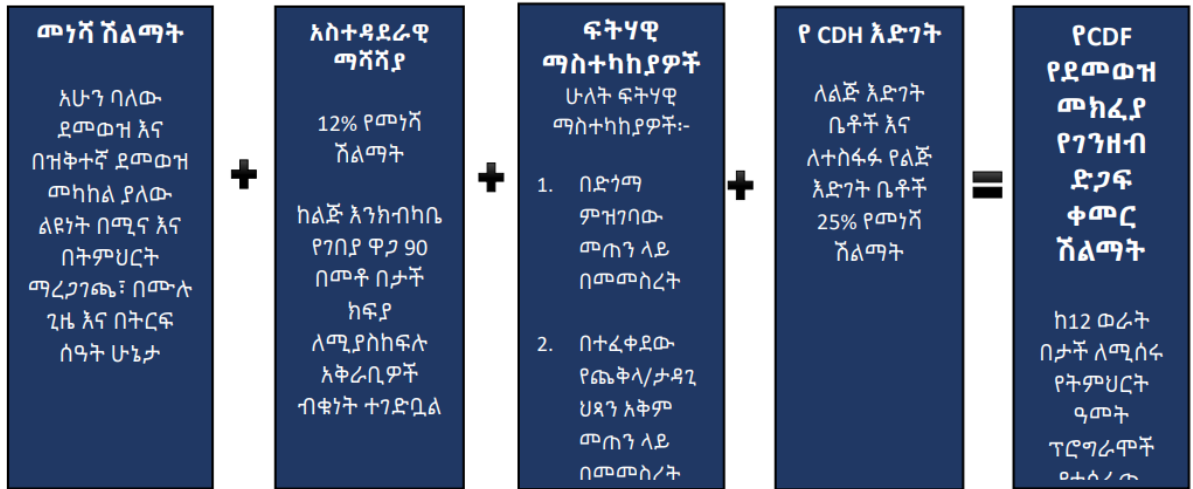 መነሻ ሽልማት
አሁን ባለው
ደመወዝ እና
በዝቅተኛ ደመወዝ
መካከል ያለው
ልዩነት በሚና እና
በትምህርት
ማረጋገጫ፣ በሙሉ
ጊዜ እና በትርፍ
ሰዓት ሁኔታ
+
አስተዳደራዊ
ማሻሻያ
12% የመነሻ
ሽልማት
ከልጅ እንክብካቤ
የገበያ ዋጋ 90
በመቶ በታች
ክፍያ
ለሚያስከፍሉ
አቅራቢዎች
ብቁነት ተገድቧል
+
ፍትሃዊ
ማስተካከያዎች
ሁለት ፍትሃዊ
ማስተካከያዎች፡-
1. በድጎማ
ምዝገባው
መጠን ላይ
በመመስረት
2. በተፈቀደው
የጨቅላ/ታዳጊ
ህጻን አቅም
መጠን ላይ
በመመስረት
+
የ CDH እድገት
ለልጅ እድገት
ቤቶች እና
ለተስፋፉ የልጅ
እድገት ቤቶች
25% የመነሻ
ሽልማት
=
የCDF
የደመወዝ
መክፈያ
የገንዘብ
ድጋፍ
ቀመር
ሽልማት
ከ12 ወራት
በታች ለሚሰሩ
የትምህርት
ዓመት
ፕሮግራሞች